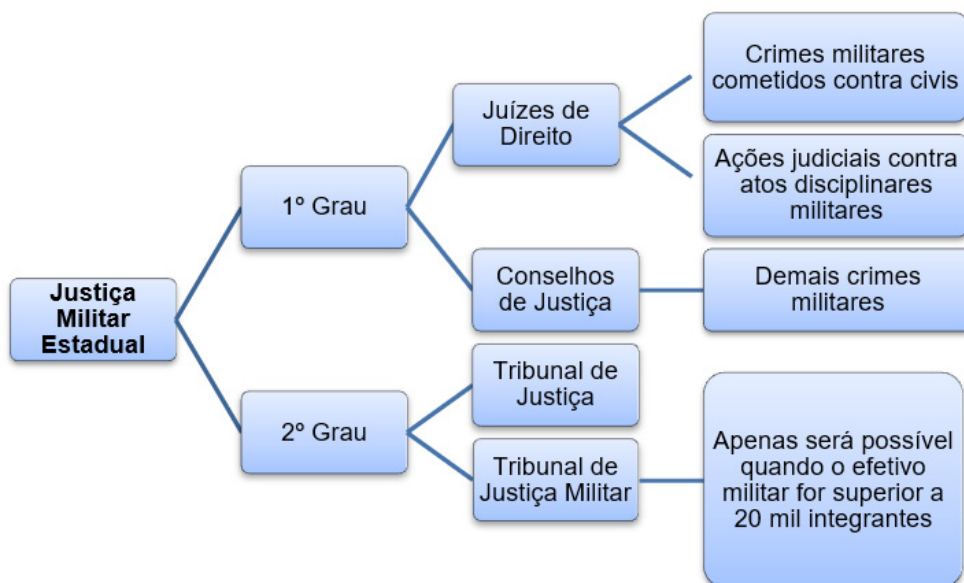 Justiça
Militar
Estadual
1º Grau
Juízes de
Direito
Crimes militares
cometidos contra civis
Ações judiciais contra
atos disciplinares
militares
Conselhos
de Justiça
Demais crimes
militares
2º Grau
Tribunal de
Justiça
Tribunal de
Justiça Militar
Apenas será possível
quando o efetivo
militar for superior a
20 mil integrantes